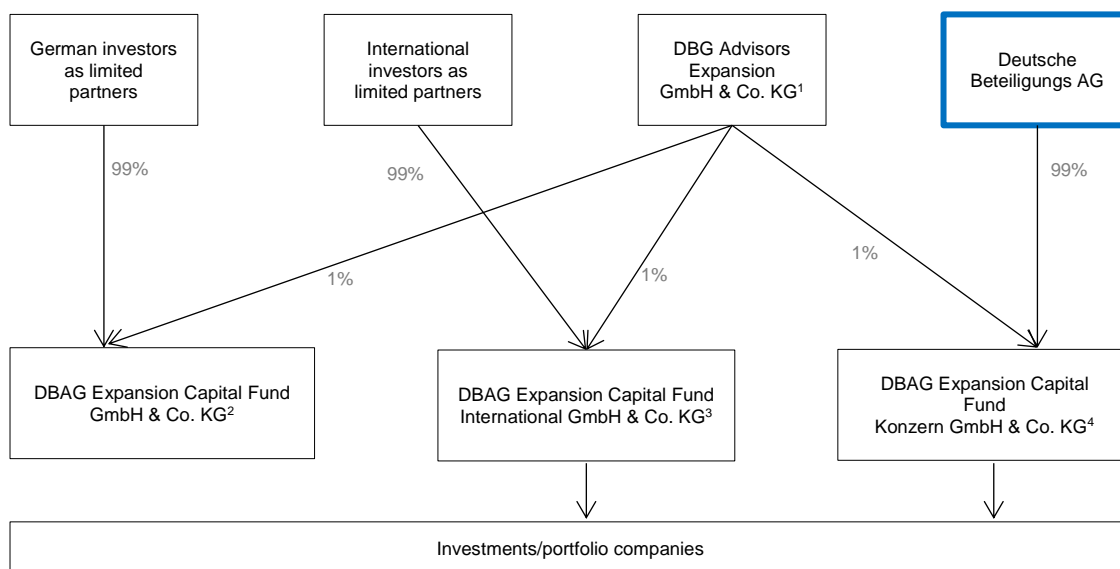 German investors
as limited
partners
International
investors as
limited partners
DBG Advisors
Expansion
GmbH & Co. KG¹
Deutsche
Beteiligungs AG
99%
99%
99%
1%
1%
1%
DBAG Expansion Capital Fund
GmbH & Co. KG²
DBAG Expansion Capital Fund
International GmbH & Co. KG³
DBAG Expansion Capital
Fund
Konzern GmbH & Co. KG⁴
Investments/portfolio companies